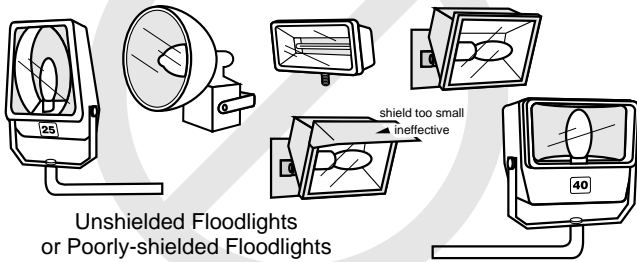 25
shield too small
ineffective
40
Unshielded Floodlights
or Poorly-shielded Floodlights